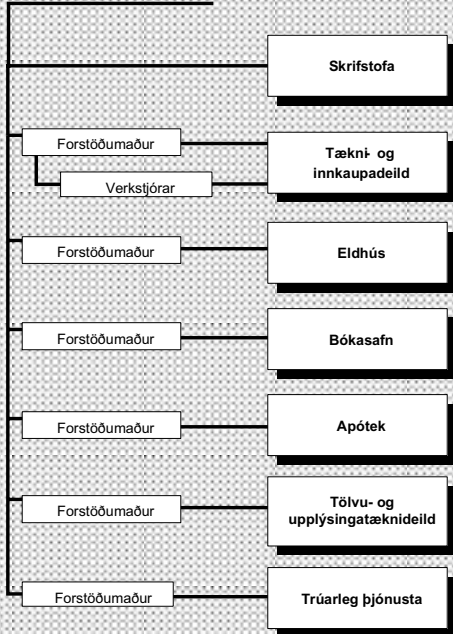 Skrifstofa
Forstöðumaður
Tækni- og
innkaupadeild
Verkstjórar
Forstöðumaður
Eldhús
Forstöðumaður
Bókasafn
Forstöðumaður
Apótek
Forstöðumaður
Tölvu- og
upplýsingatæknideild
Forstöðumaður
Trúarleg þjónusta